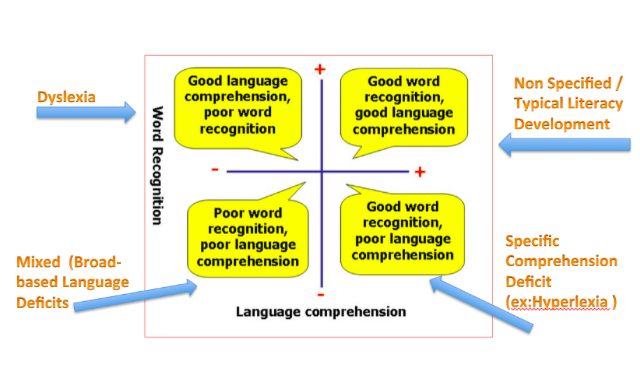 Dyslexia
Good language
comprehension,
poor word
recognition
+
Good word
recognition,
good language
comprehension
Non Specified /
Typical Literacy
Development
Word Recognition
-
+
Mixed (Broad-
based Language
Deficits
Poor word
recognition,
poor language
comprehension
Good word
recognition,
poor language
comprehension
Specific
Comprehension
Deficit
(ex:Hyperlexia )
-
Language comprehension